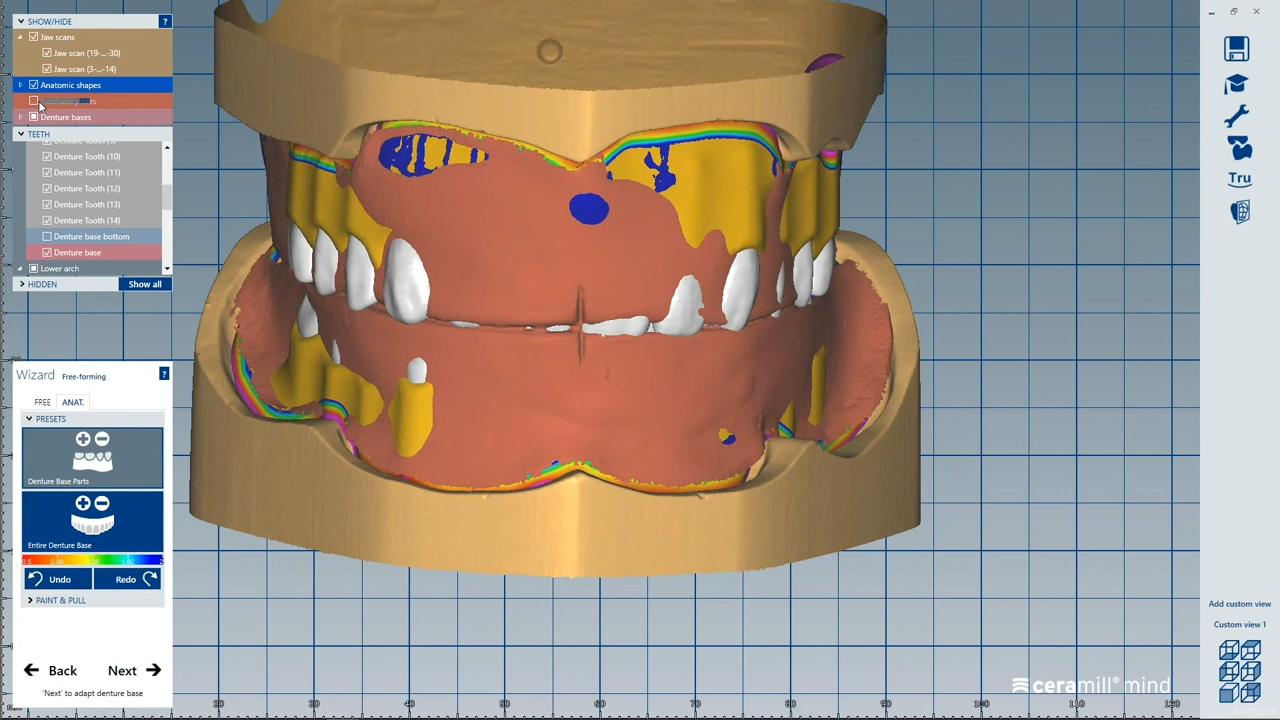 SHOW/HIDE
?
Jaw scans
Jaw scan (19-...-30)
Jaw scan (3-...-14)
Anatomic shapes
Denture bases
TEETH
Denture Tooth (9)
Denture Tooth (10)
Denture Tooth (11)
Denture Tooth (12)
Denture Tooth (13)
Denture Tooth (14)
Denture base bottom
Denture base
Lower arch
HIDDEN
Show all
Wizard Free-forming
?
FREE ANAT.
PRESETS
Denture Base Parts
Entire Denture Base
Undo
Redo
PAINT & PULL
Back
Next
'Next' to adapt denture base
Tru
Add custom view
Custom view 1
ceramill® mind
20 30 40 50 60 70 80 90 100 110 120